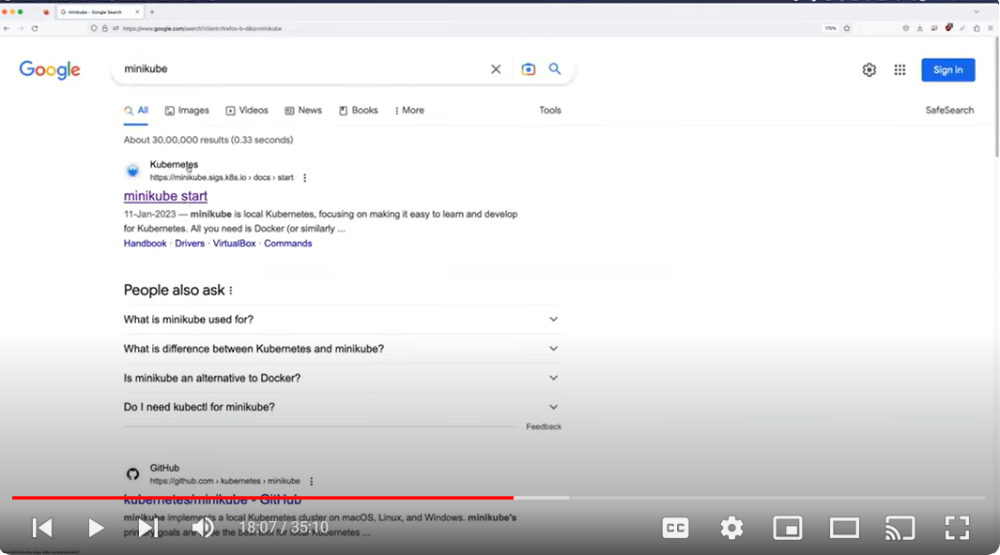 minikube - Google Search
https://www.google.com/search?client=firefox-b-d&q=minikube
170%
Google
minikube
Sign in
All
Images
Videos
News
Books
More
Tools
SafeSearch
About 30,00,000 results (0.33 seconds)
Kubernetes
https://minikube.sigs.k8s.io › docs › start
minikube start
11-Jan-2023 — minikube is local Kubernetes, focusing on making it easy to learn and develop
for Kubernetes. All you need is Docker (or similarly ...
Handbook · Drivers · VirtualBox · Commands
People also ask
What is minikube used for?
What is difference between Kubernetes and minikube?
Is minikube an alternative to Docker?
Do I need kubectl for minikube?
Feedback
GitHub
https://github.com › kubernetes › minikube
kubernetes/minikube - GitHub
minikube implements a local Kubernetes cluster on macOS, Linux, and Windows. minikube's
primary goals are to be the best tool for local Kubernetes ...
18:07 / 35:10
CC